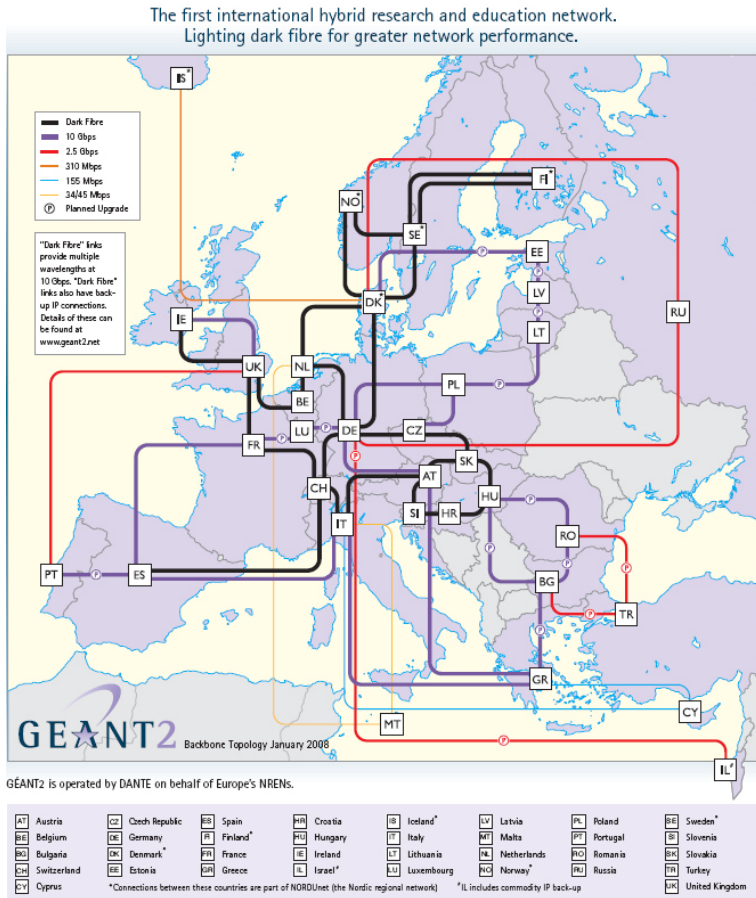 The first international hybrid research and education network.
Lighting dark fibre for greater network performance.
IS*
Dark Fibre
10 Gbps
2.5 Gbps
310 Mbps
155 Mbps
34/45 Mbps
P Planned Upgrade
"Dark Fibre" links
provide multiple
wavelengths at
10 Gbps. "Dark Fibre"
links also have back-
up IP connections.
Details of these can
be found at
www.geant2.net
NO*
FI*
SE*
P
EE
P
LV
DK*
P
RU
IE
LT
UK
NL
PL
P
BE
LU
P
DE
CZ
FR
P
P
SK
CH
AT
HU
P
IT
SI
HR
RO
P
P
P
PT
P
ES
BG
P
TR
P
GR
CY
MT
P
IL#
GEANT2
Backbone Topology January 2008
GÉANT2 is operated by DANTE on behalf of Europe's NRENs.
AT Austria
BE Belgium
BG Bulgaria
CH Switzerland
CY Cyprus
CZ Czech Republic
DE Germany
DK Denmark*
EE Estonia
ES Spain
FI Finland*
FR France
GR Greece
HR Croatia
HU Hungary
IE Ireland
IL Israel#
IS Iceland*
IT Italy
LT Lithuania
LU Luxembourg
LV Latvia
MT Malta
NL Netherlands
NO Norway*
PL Poland
PT Portugal
RO Romania
RU Russia
SE Sweden*
SI Slovenia
SK Slovakia
TR Turkey
UK United Kingdom
*Connections between these countries are part of NORDUnet (the Nordic regional network)
#IL includes commodity IP back-up